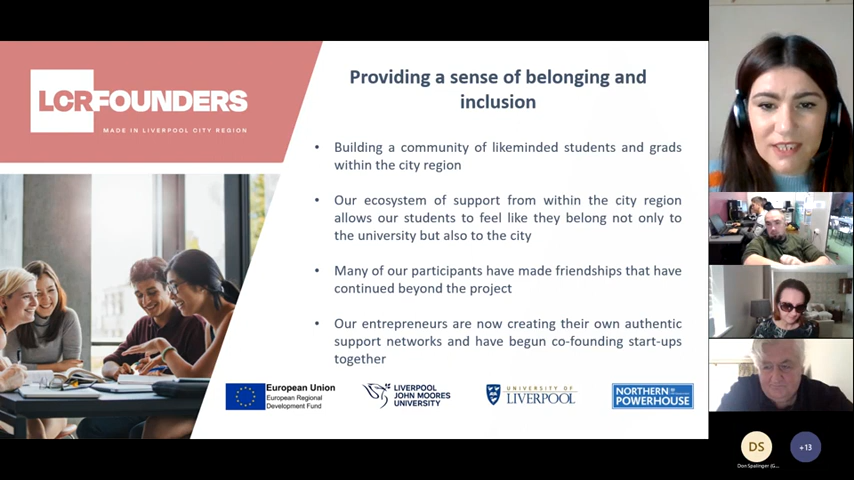 LCRFOUNDERS
MADE IN LIVERPOOL CITY REGION
Providing a sense of belonging and
inclusion
• Building a community of likeminded students and grads
within the city region
• Our ecosystem of support from within the city region
allows our students to feel like they belong not only to
the university but also to the city
• Many of our participants have made friendships that have
continued beyond the project
• Our entrepreneurs are now creating their own authentic
support networks and have begun co-founding start-ups
together
European Union
European Regional
Development Fund
LIVERPOOL
JOHN MOORES
UNIVERSITY
UNIVERSITY OF
LIVERPOOL
NORTHERN
POWERHOUSE
DS
+13
Don Spalinger (G...